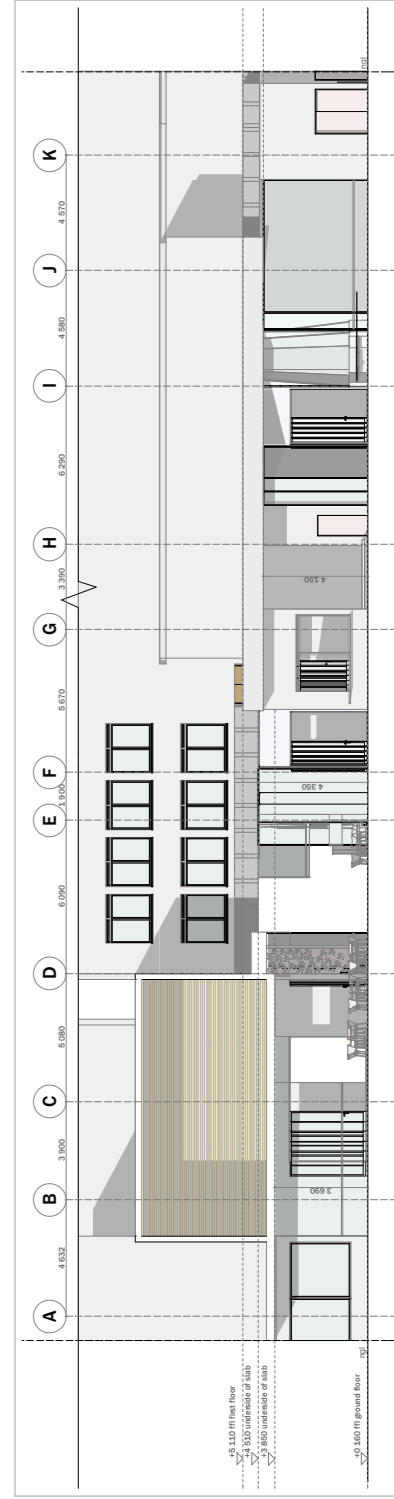 A
B
C
D
E
F
G
H
I
J
K
4 632
3 900
5 080
6 090
1 900
5 670
3 390
6 290
4 580
4 570
+5 110 ffl first floor
+4 510 underside of slab
+3 850 underside of slab
+0 160 ffl ground floor
ngl
ngl
3 690
4 350
4 150